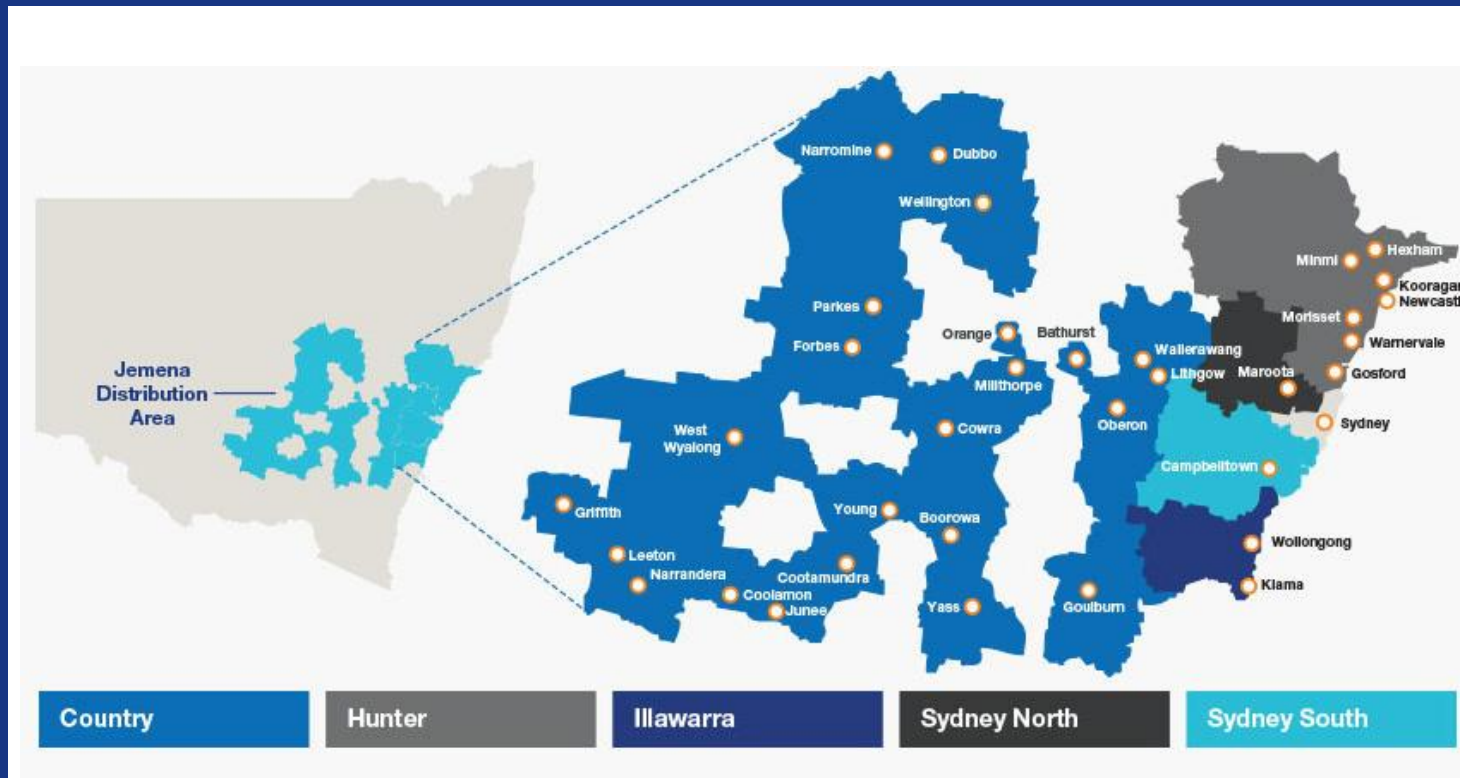 Jemena
Distribution
Area
Narromine
Dubbo
Wellington
Parkes
Forbes
Orange
Bathurst
Millthorpe
Wallerawang
Lithgow
Oberon
West
Wyalong
Cowra
Griffith
Young
Boorowa
Leeton
Narrandera
Cootamundra
Coolamon
Junee
Yass
Goulburn
Minmi
Hexham
Kooragan
Newcastl
Morisset
Warnervale
Maroota
Gosford
Sydney
Campbelltown
Wollongong
Kiama
Country
Hunter
Illawarra
Sydney North
Sydney South